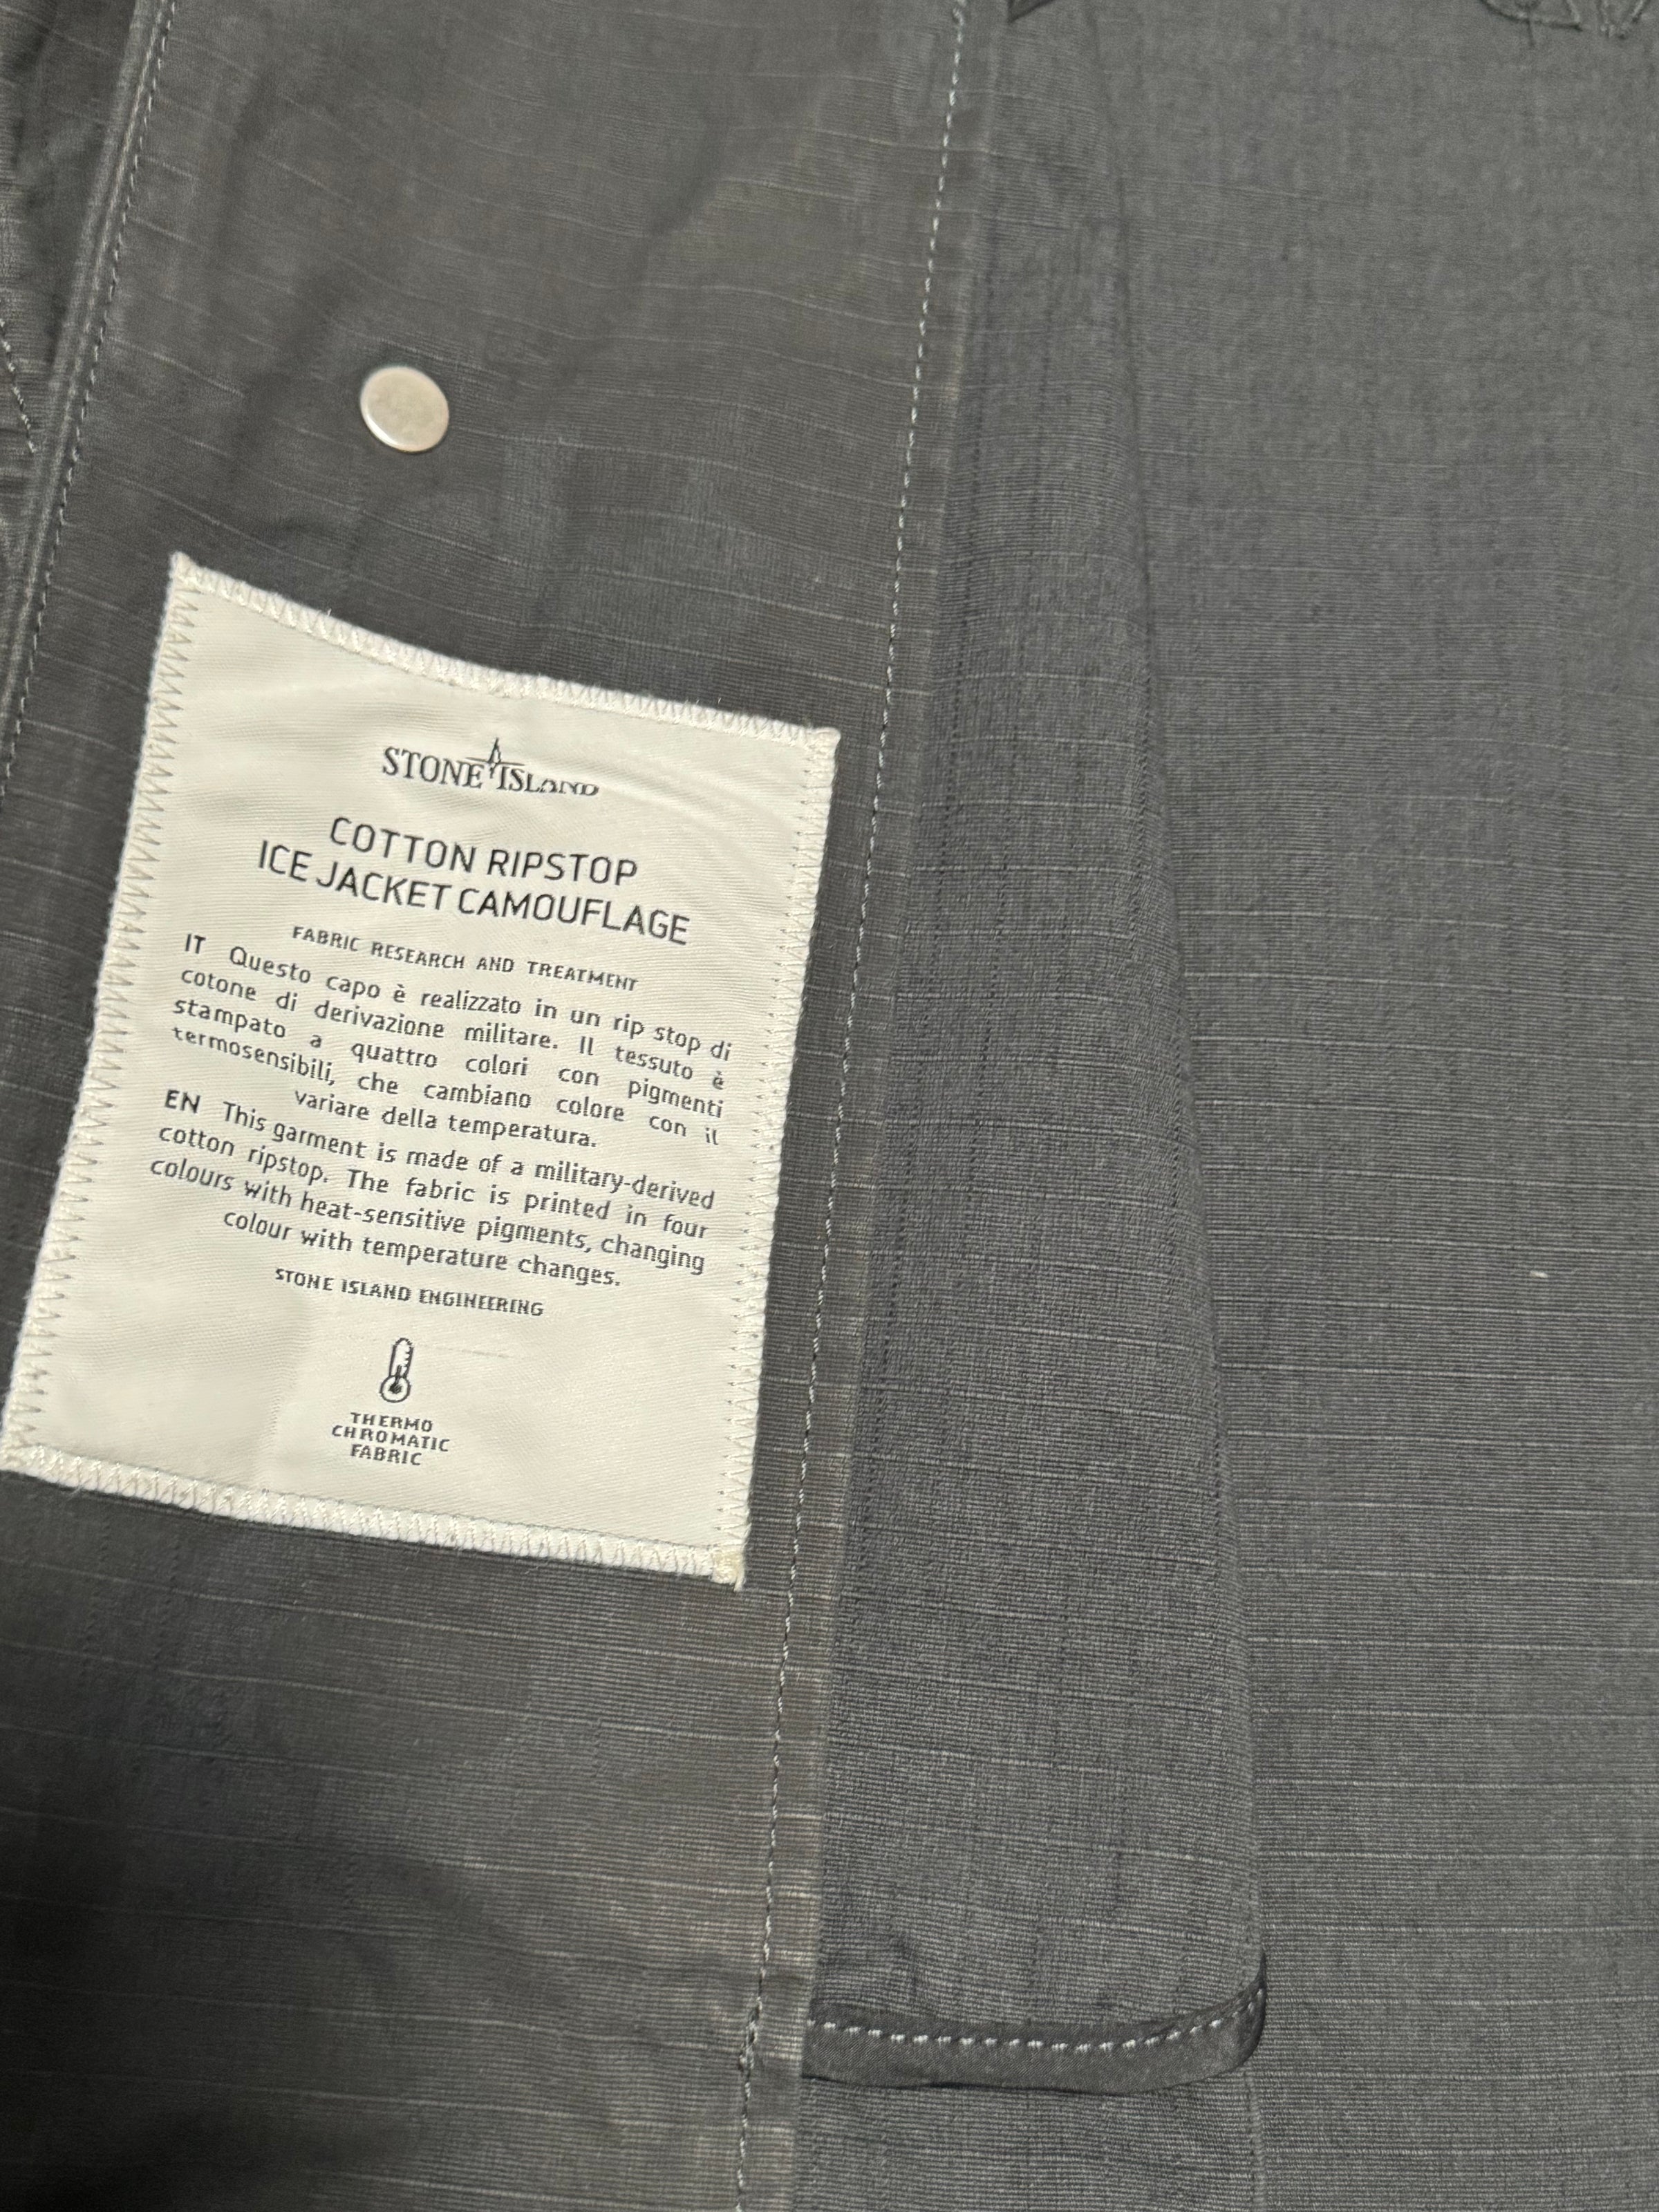 STONE ISLAND
COTTON RIPSTOP
ICE JACKET CAMOUFLAGE
FABRIC RESEARCH AND TREATMENT
IT Questo capo è realizzato in un rip stop di
cotone di derivazione militare. Il tessuto è
stampato a quattro colori con pigmenti
termosensibili, che cambiano colore con il
variare della temperatura.
EN This garment is made of a military-derived
cotton ripstop. The fabric is printed in four
colours with heat-sensitive pigments, changing
colour with temperature changes.
STONE ISLAND ENGINEERING
THERMO
CHROMATIC
FABRIC